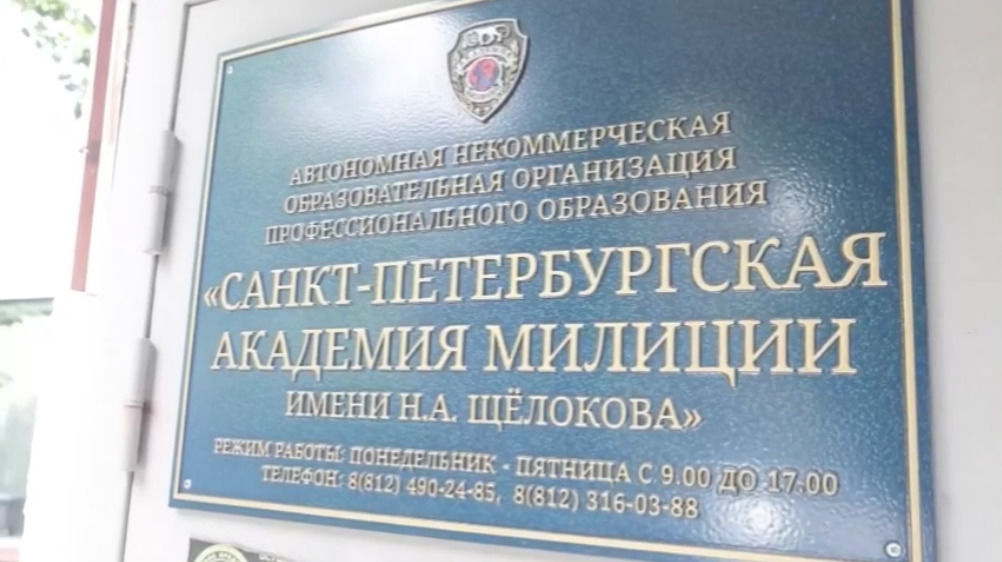 АВТОНОМНАЯ НЕКОММЕРЧЕСКАЯ
ОБРАЗОВАТЕЛЬНАЯ ОРГАНИЗАЦИЯ
ПРОФЕССИОНАЛЬНОГО ОБРАЗОВАНИЯ
«САНКТ-ПЕТЕРБУРГСКАЯ
АКАДЕМИЯ МИЛИЦИИ
ИМЕНИ Н.А. ЩЁЛОКОВА»
РЕЖИМ РАБОТЫ: ПОНЕДЕЛЬНИК - ПЯТНИЦА С 9.00 ДО 17.00
ТЕЛЕФОН: 8(812) 490-24-85, 8(812) 316-03-88